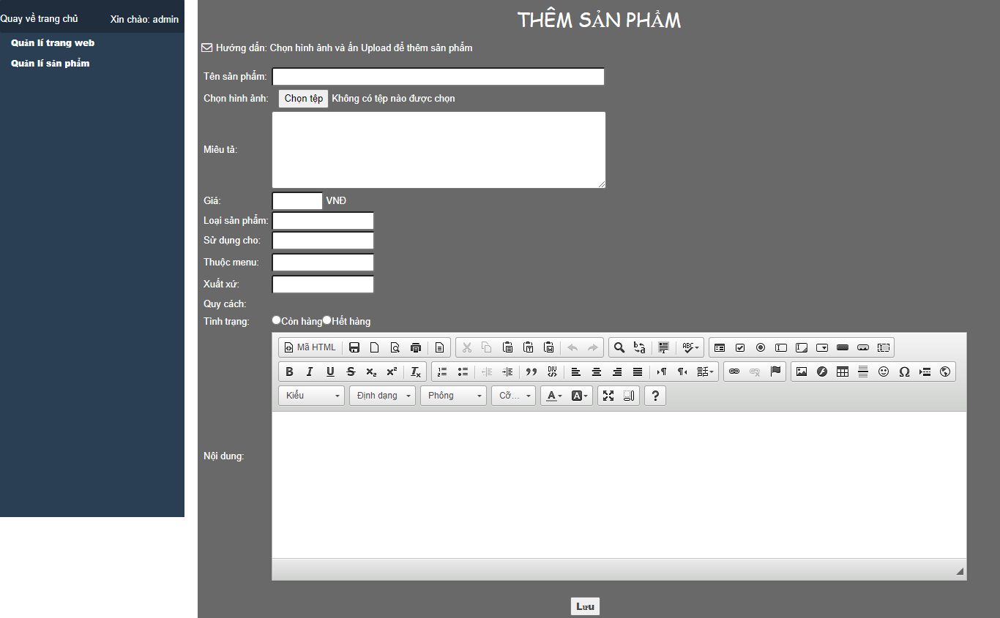 Quay về trang chủ
Xin chào: admin
Quản lí trang web
Quản lí sản phẩm
THÊM SẢN PHẨM
Hướng dẫn: Chọn hình ảnh và ấn Upload để thêm sản phẩm
Tên sản phẩm:
Chọn hình ảnh: Chọn tệp Không có tệp nào được chọn
Miêu tả:
Giá: VNĐ
Loại sản phẩm:
Sử dụng cho:
Thuộc menu:
Xuất xứ:
Quy cách:
Tình trạng: Còn hàng Hết hàng
Mã HTML
Kiểu Định dạng Phông Cỡ... A A ?
Nội dung:
Lưu